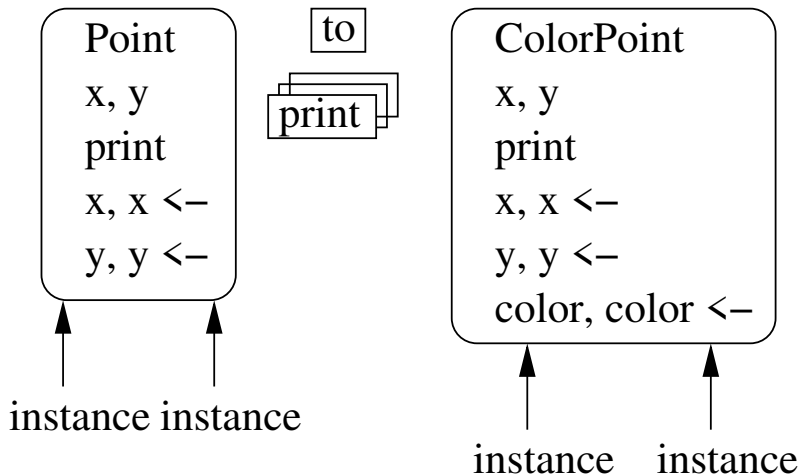 Point
x, y
print
x, x <–
y, y <–
instance instance
to
print
ColorPoint
x, y
print
x, x <–
y, y <–
color, color <–
instance instance